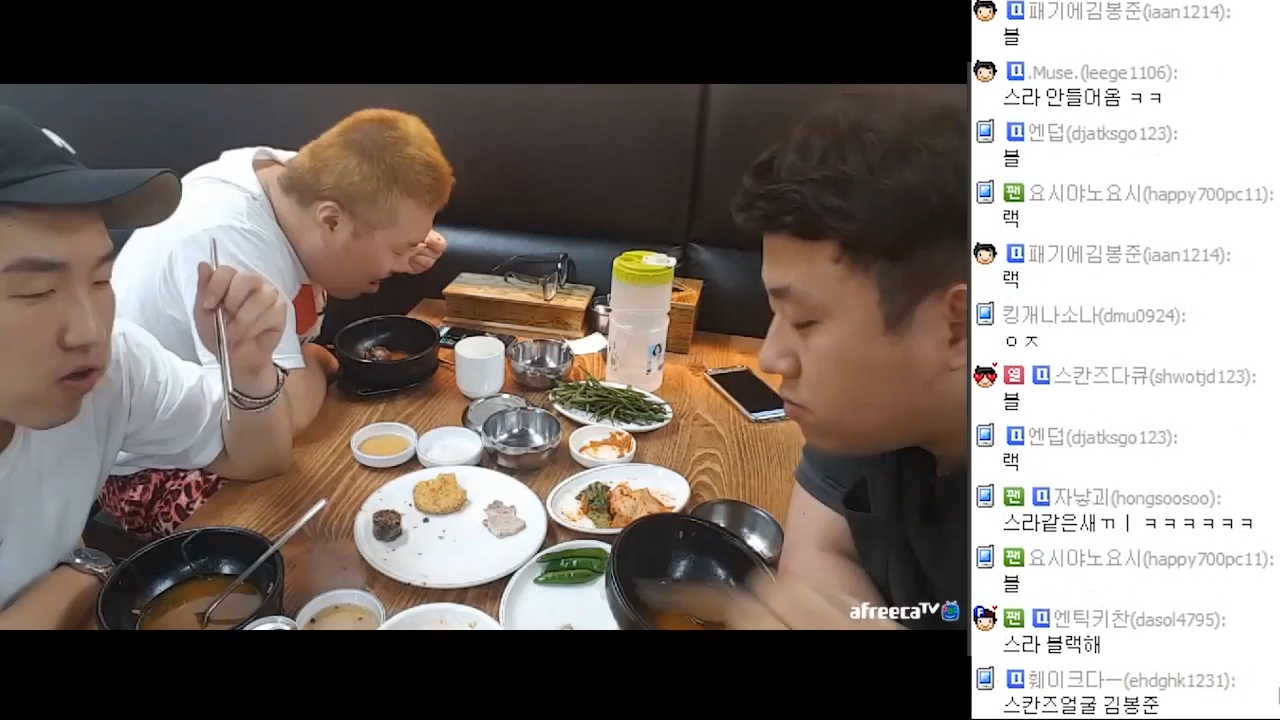 패기에김봉준(iaan1214):
블
.Muse.(leege1106):
스라 안들어옴 ㅋㅋ
엔덥(djatksgo123):
블
팬 요시야노요시(happy700pc11):
랙
패기에김봉준(iaan1214):
랙
킹개나소나(dmu0924):
ㅇㅈ
열 스칸즈다큐(shwotjd123):
블
엔덥(djatksgo123):
랙
팬 자낳괴(hongsoosoo):
스라같은새ㄲㅣ ㅋㅋㅋㅋㅋㅋ
팬 요시야노요시(happy700pc11):
블
팬 엔틱키찬(dasol4795):
스라 블랙해
훼이크다ㅡ(ehdghk1231):
스칸즈얼굴 김봉준
afreecaTV